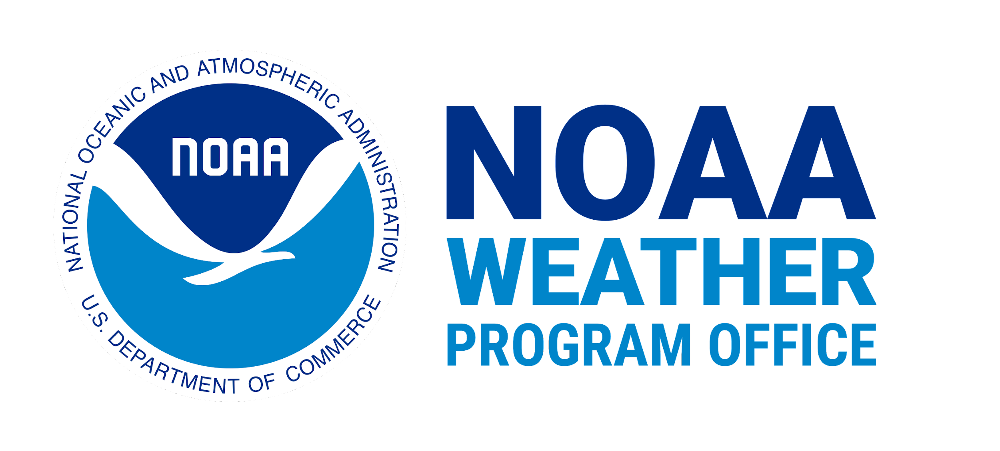 NATIONAL OCEANIC AND ATMOSPHERIC ADMINISTRATION
NOAA
U.S. DEPARTMENT OF COMMERCE
NOAA
WEATHER
PROGRAM OFFICE